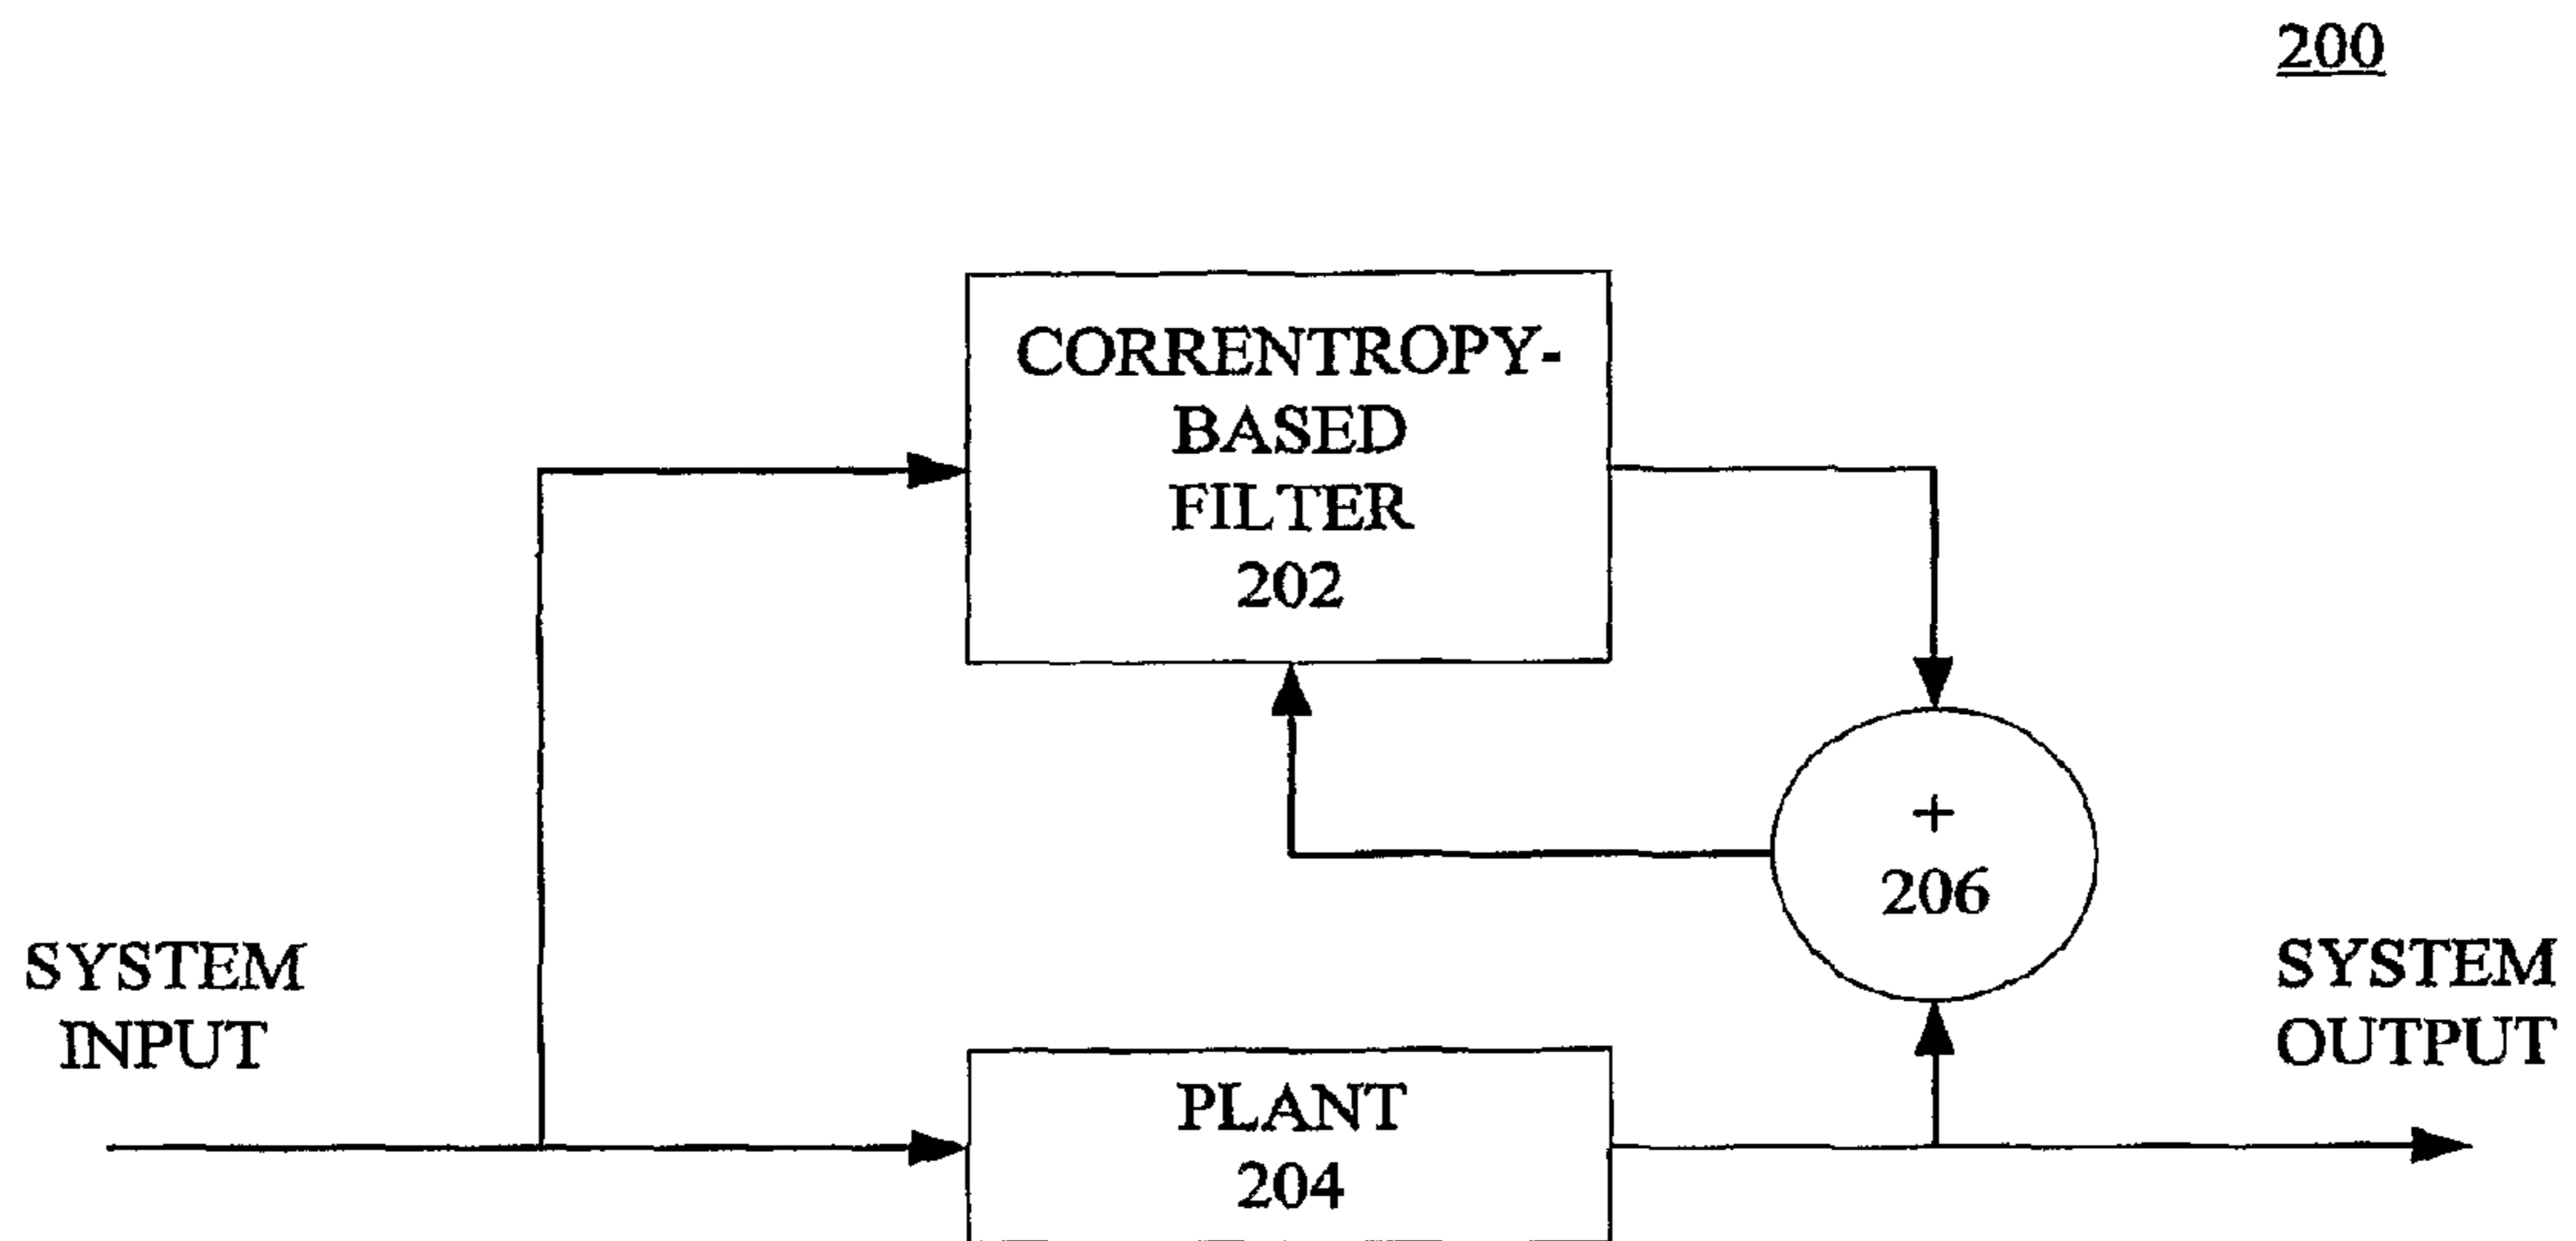 200
CORRENTROPY-
BASED
FILTER
202
+
206
SYSTEM
INPUT
SYSTEM
OUTPUT
PLANT
204